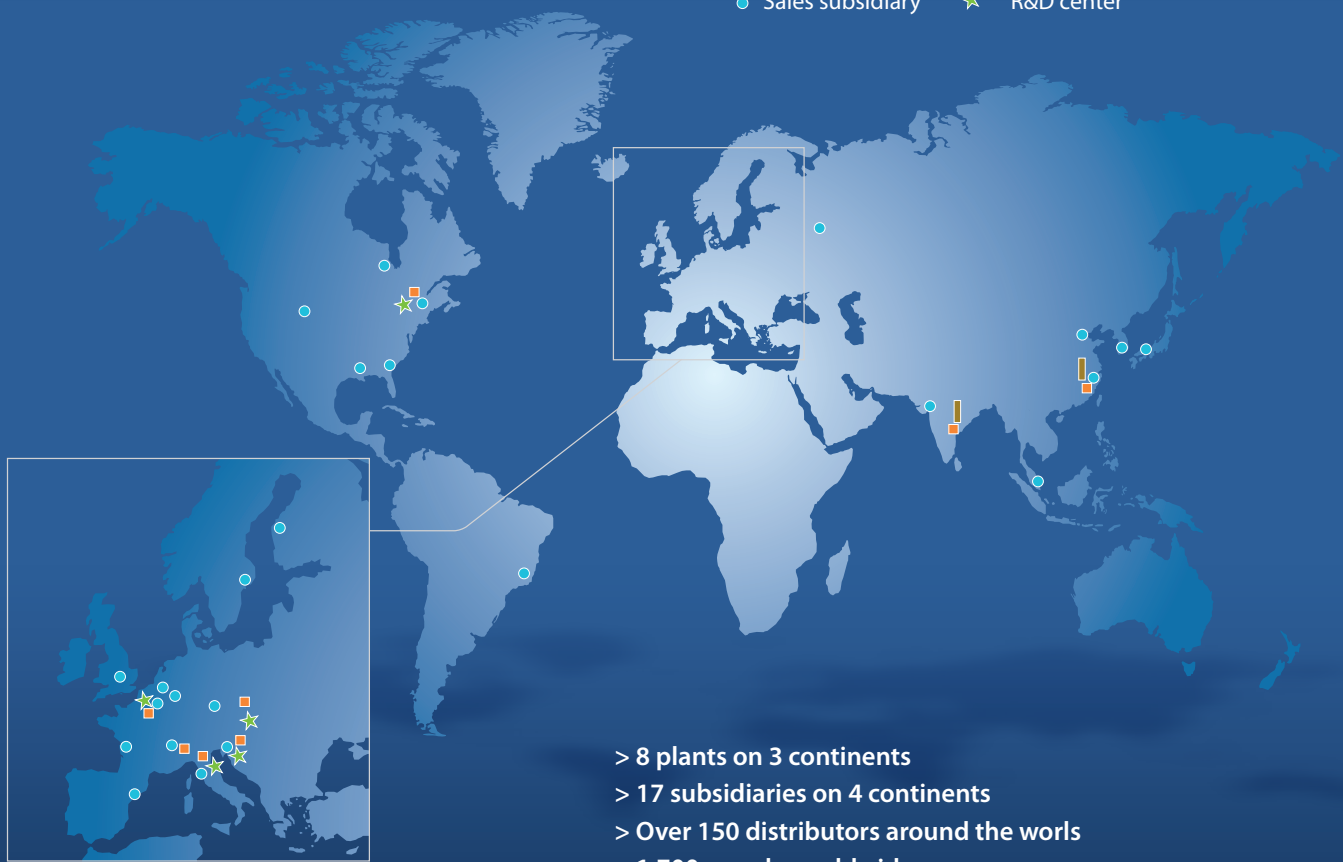 Sales subsidiary R&D center
> 8 plants on 3 continents
> 17 subsidiaries on 4 continents
> Over 150 distributors around the worls